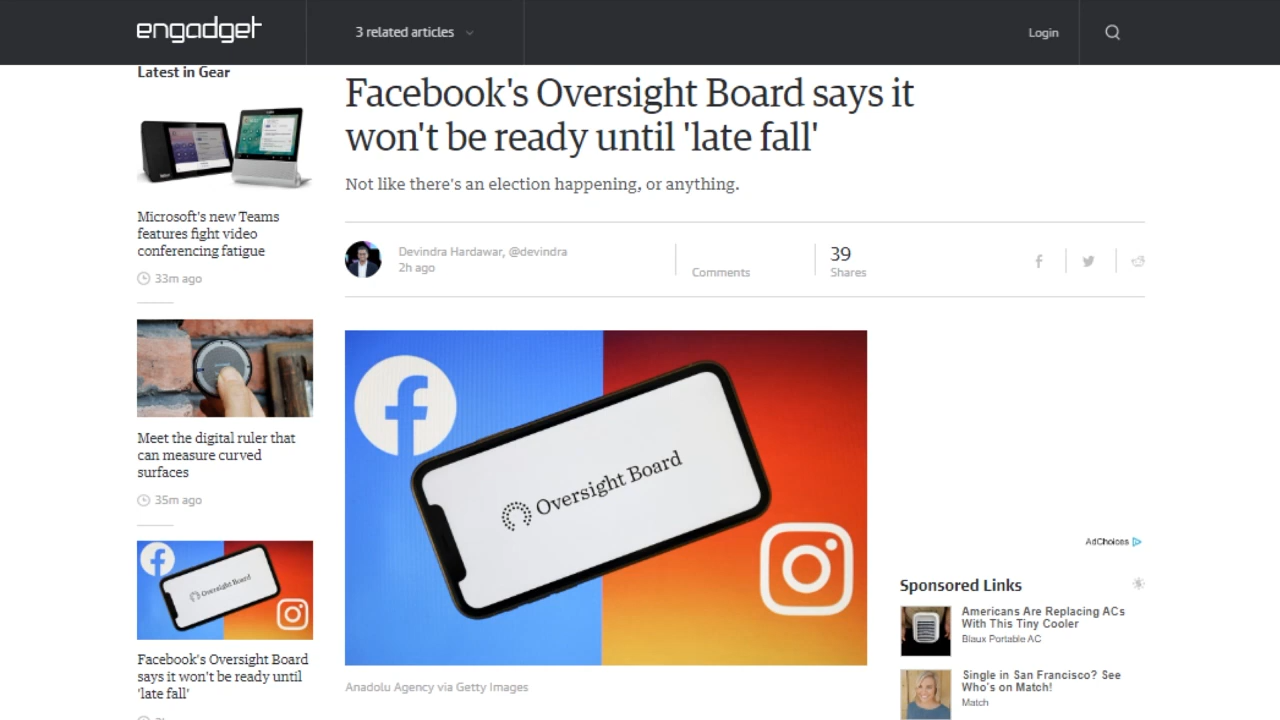 engadget
3 related articles
Login
Latest in Gear
Microsoft's new Teams
features fight video
conferencing fatigue
33m ago
Meet the digital ruler that
can measure curved
surfaces
35m ago
Oversight Board
Facebook's Oversight Board
says it won't be ready until
'late fall'
Facebook's Oversight Board says it
won't be ready until 'late fall'
Not like there's an election happening, or anything.
Devindra Hardawar, @devindra
2h ago
Comments
39
Shares
Oversight Board
Anadolu Agency via Getty Images
AdChoices
Sponsored Links
Americans Are Replacing ACs
With This Tiny Cooler
Blaux Portable AC
Single in San Francisco? See
Who's on Match!
Match